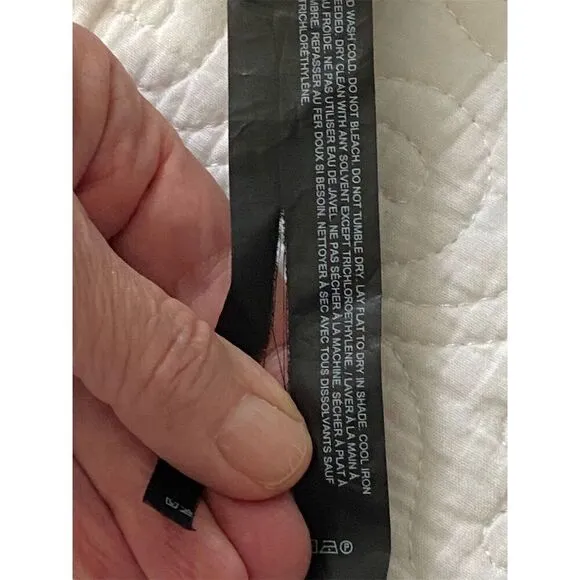 D WASH COLD. DO NOT BLEACH. DO NOT TUMBLE DRY. LAY FLAT TO DRY IN SHADE. COOL IRON
EEDED. DRY CLEAN WITH ANY SOLVENT EXCEPT TRICHLOROETHYLENE. / LAVER À LA MAIN À
AU FROIDE. NE PAS UTILISER EAU DE JAVEL. NE PAS SÉCHER À LA MACHINE. SÉCHER À PLAT À
MBRE. REPASSER AU FER DOUX SI BESOIN. NETTOYER À SEC AVEC TOUS DISSOLVANTS SAUF
TRICHLORÉTHYLÈNE.